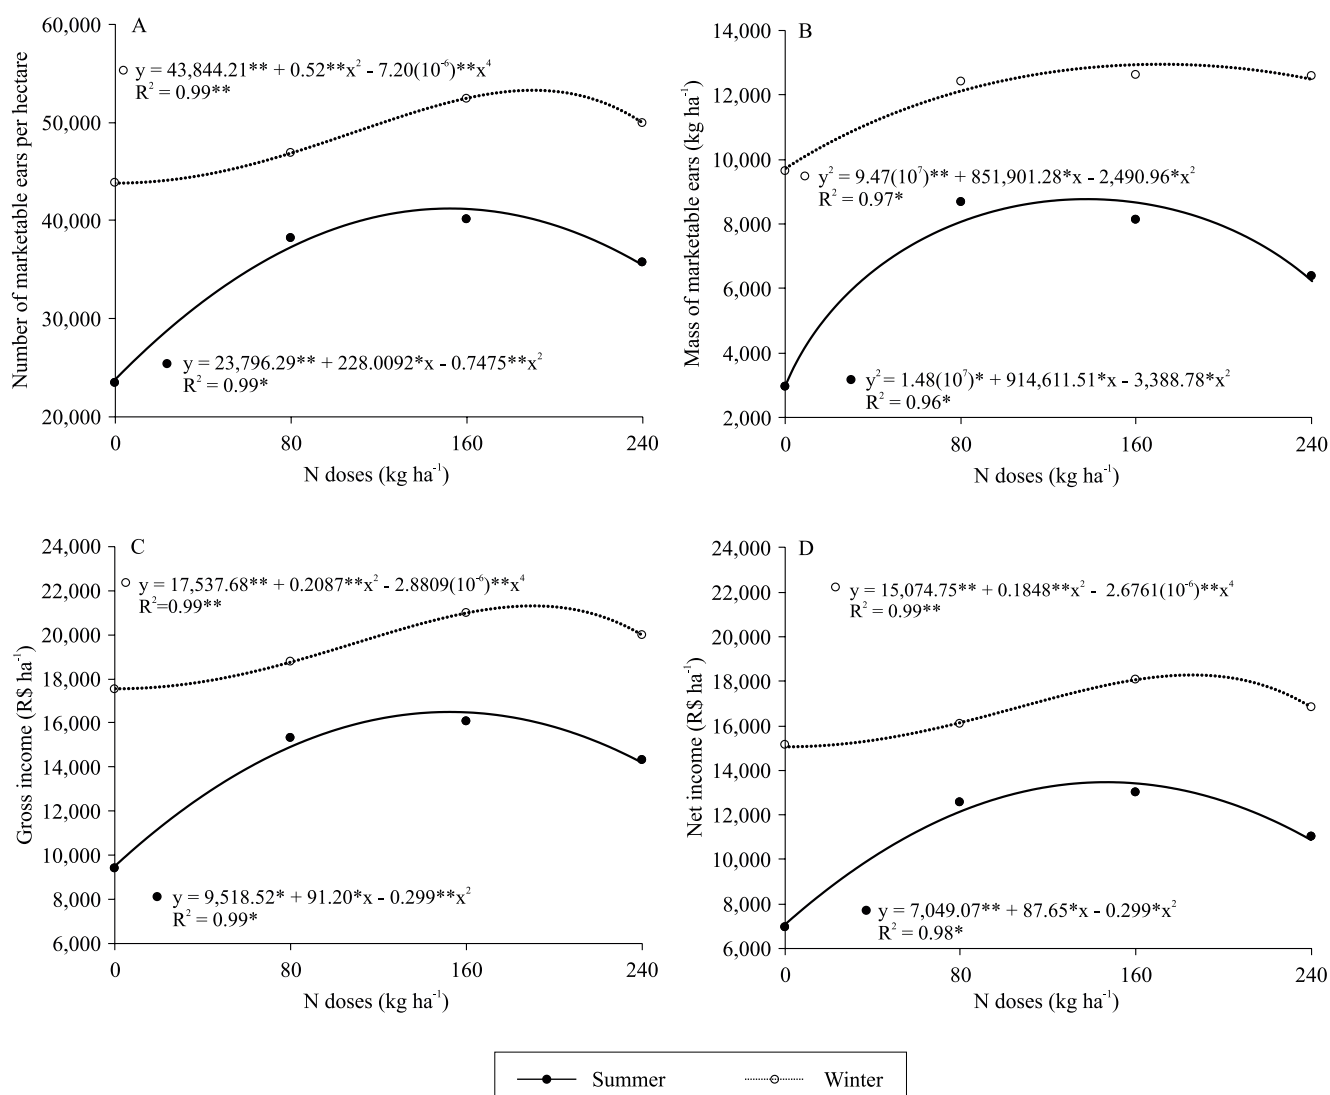 A
60,000
50,000
40,000
30,000
20,000
Number of marketable ears per hectare
y = 43,844.21** + 0.52**x² - 7.20(10⁻⁶)**x⁴
R² = 0.99**
y = 23,796.29** + 228.0092*x - 0.7475**x²
R² = 0.99*
0 80 160 240
N doses (kg ha⁻¹)
B
14,000
12,000
10,000
8,000
6,000
4,000
2,000
Mass of marketable ears (kg ha⁻¹)
y² = 9.47(10⁷)** + 851,901.28*x - 2,490.96*x²
R² = 0.97*
y² = 1.48(10⁷)* + 914,611.51*x - 3,388.78*x²
R² = 0.96*
0 80 160 240
N doses (kg ha⁻¹)
C
24,000
22,000
20,000
18,000
16,000
14,000
12,000
10,000
8,000
6,000
Gross income (R$ ha⁻¹)
y = 17,537.68** + 0.2087**x² - 2.8809(10⁻⁶)**x⁴
R²=0.99**
y = 9,518.52* + 91.20*x - 0.299**x²
R² = 0.99*
0 80 160 240
N doses (kg ha⁻¹)
D
24,000
22,000
20,000
18,000
16,000
14,000
12,000
10,000
8,000
6,000
Net income (R$ ha⁻¹)
y = 15,074.75** + 0.1848**x² - 2.6761(10⁻⁶)**x⁴
R² = 0.99**
y = 7,049.07** + 87.65*x - 0.299*x²
R² = 0.98*
0 80 160 240
N doses (kg ha⁻¹)
Summer Winter